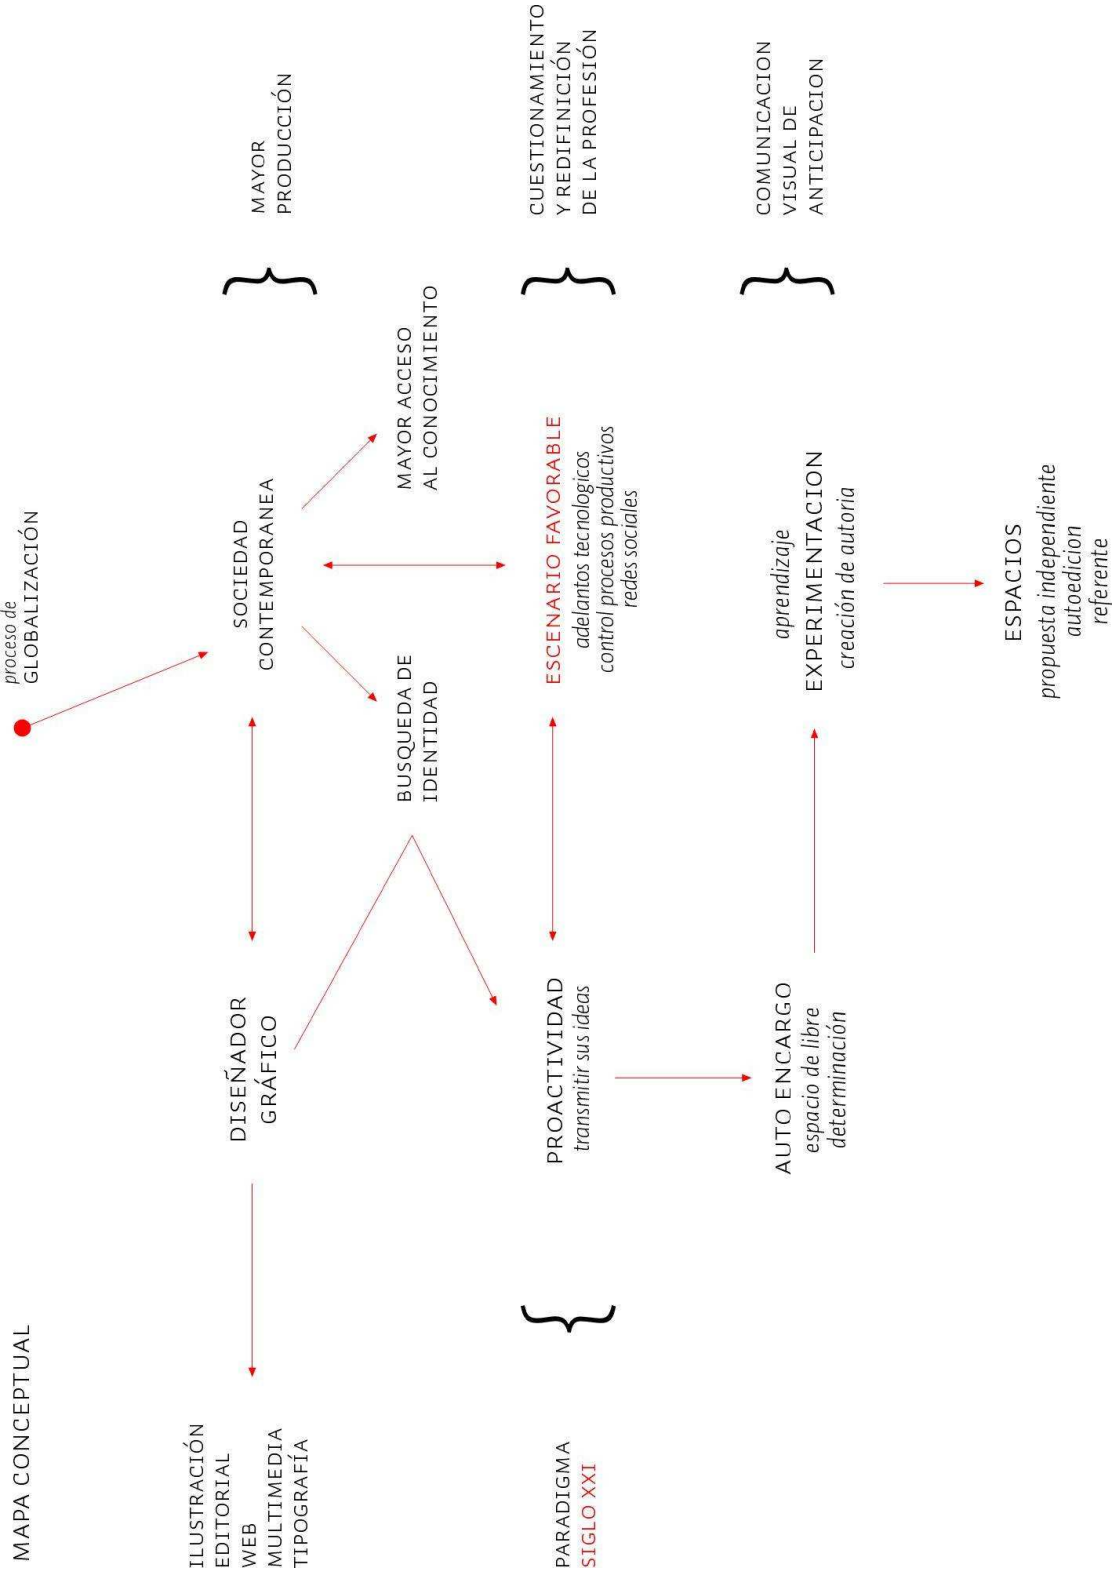 MAPA CONCEPTUAL
proceso de
GLOBALIZACIÓN
ILUSTRACIÓN
EDITORIAL
WEB
MULTIMEDIA
TIPOGRAFÍA
DISEÑADOR
GRÁFICO
SOCIEDAD
CONTEMPORANEA
MAYOR
PRODUCCIÓN
BUSQUEDA DE
IDENTIDAD
MAYOR ACCESO
AL CONOCIMIENTO
PARADIGMA
SIGLO XXI
PROACTIVIDAD
transmitir sus ideas
ESCENARIO FAVORABLE
adelantos tecnologicos
control procesos productivos
redes sociales
CUESTIONAMIENTO
Y REDIFINICIÓN
DE LA PROFESIÓN
AUTO ENCARGO
espacio de libre
determinación
aprendizaje
EXPERIMENTACION
creación de autoria
COMUNICACION
VISUAL DE
ANTICIPACION
ESPACIOS
propuesta independiente
autoedicion
referente